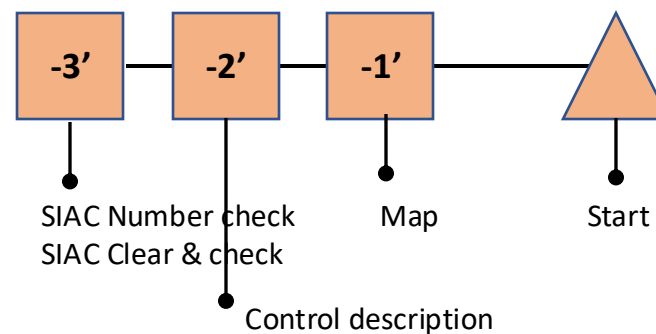 -3’ -2’ -1’
SIAC Number check
SIAC Clear & check
Map
Start
Control description